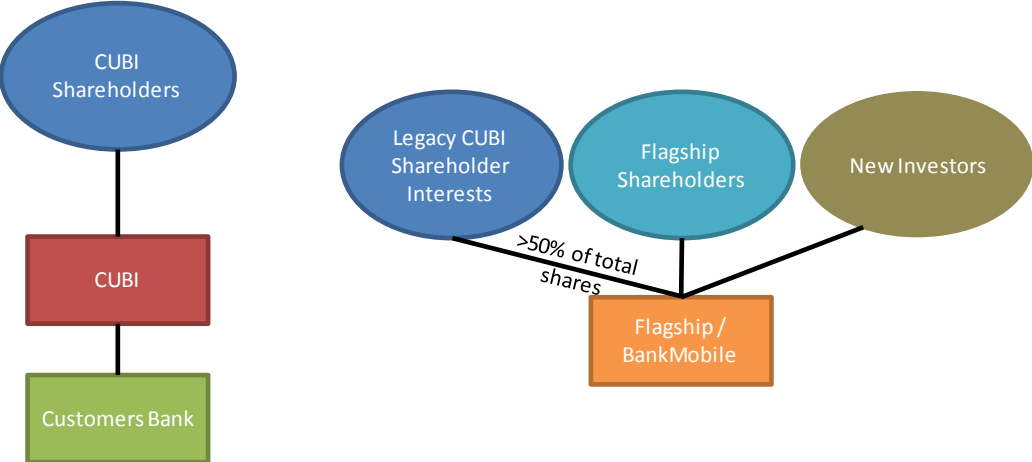 CUBI
Shareholders
CUBI
Customers Bank
Legacy CUBI
Shareholder
Interests
Flagship
Shareholders
New Investors
>50% of total
shares
Flagship /
BankMobile